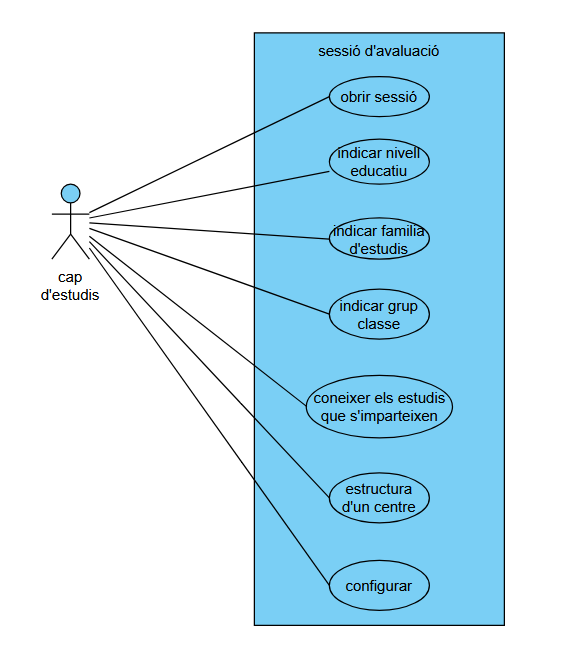 sessió d'avaluació
obrir sessió
indicar nivell
educatiu
indicar familia
d'estudis
indicar grup
classe
coneixer els estudis
que s'imparteixen
estructura
d'un centre
configurar
cap
d'estudis